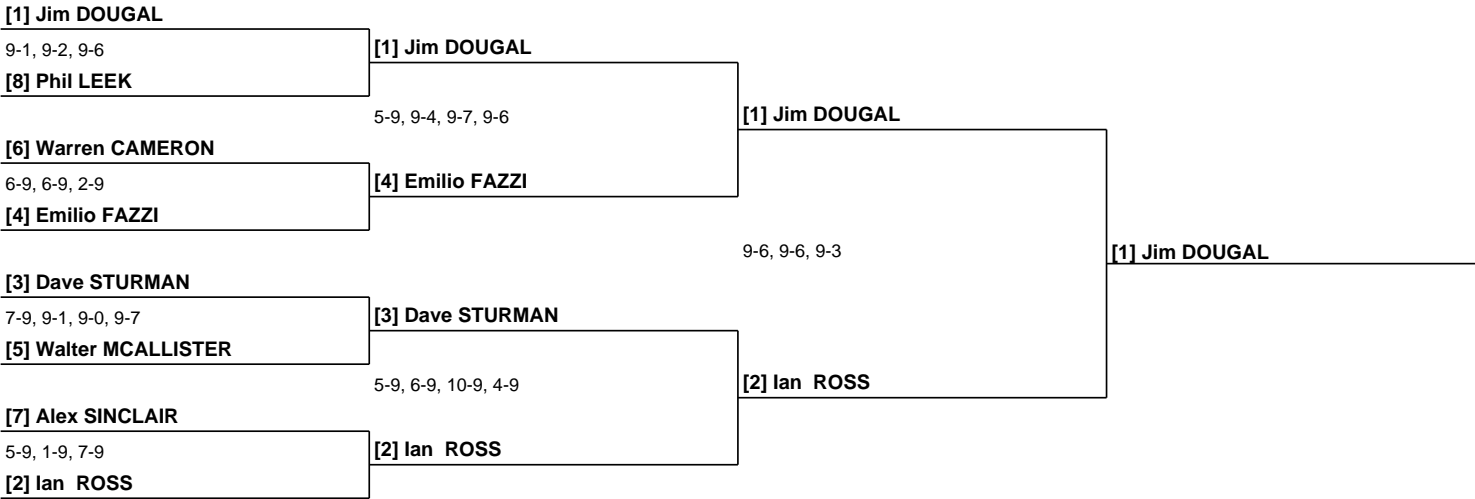 [1] Jim DOUGAL
9-1, 9-2, 9-6
[8] Phil LEEK
[6] Warren CAMERON
6-9, 6-9, 2-9
[4] Emilio FAZZI
[3] Dave STURMAN
7-9, 9-1, 9-0, 9-7
[5] Walter MCALLISTER
[7] Alex SINCLAIR
5-9, 1-9, 7-9
[2] Ian  ROSS
[1] Jim DOUGAL
5-9, 9-4, 9-7, 9-6
[4] Emilio FAZZI
[3] Dave STURMAN
5-9, 6-9, 10-9, 4-9
[2] Ian  ROSS
[1] Jim DOUGAL
9-6, 9-6, 9-3
[2] Ian  ROSS
[1] Jim DOUGAL